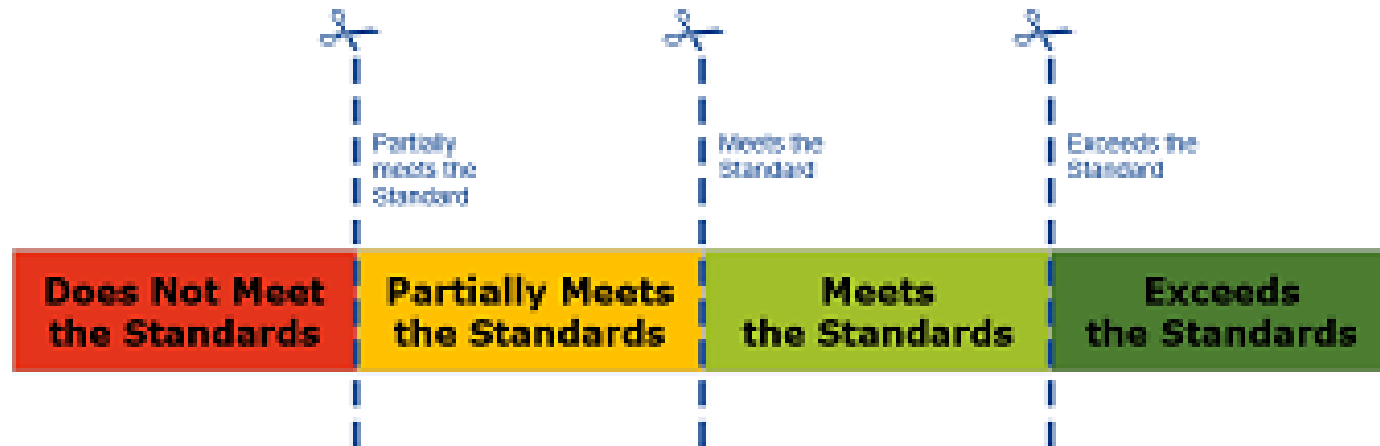 Partially
meets the
Standard
Meets the
Standard
Exceeds the
Standard
Does Not Meet
the Standards
Partially Meets
the Standards
Meets
the Standards
Exceeds
the Standards